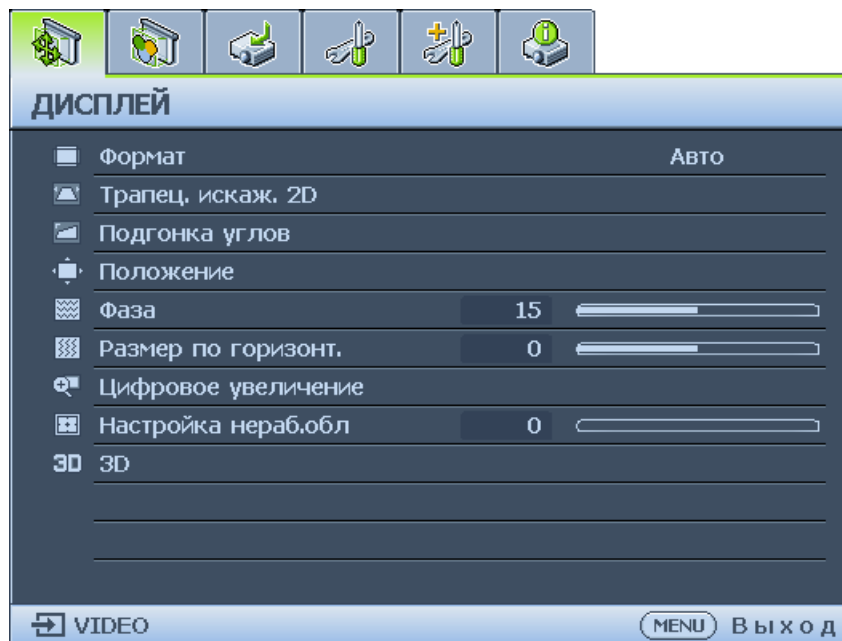 ДИСПЛЕЙ
Формат Авто
Трапец. искаж. 2D
Подгонка углов
Положение
Фаза 15
Размер по горизонт. 0
Цифровое увеличение
Настройка нераб.обл 0
3D 3D
VIDEO MENU Выход